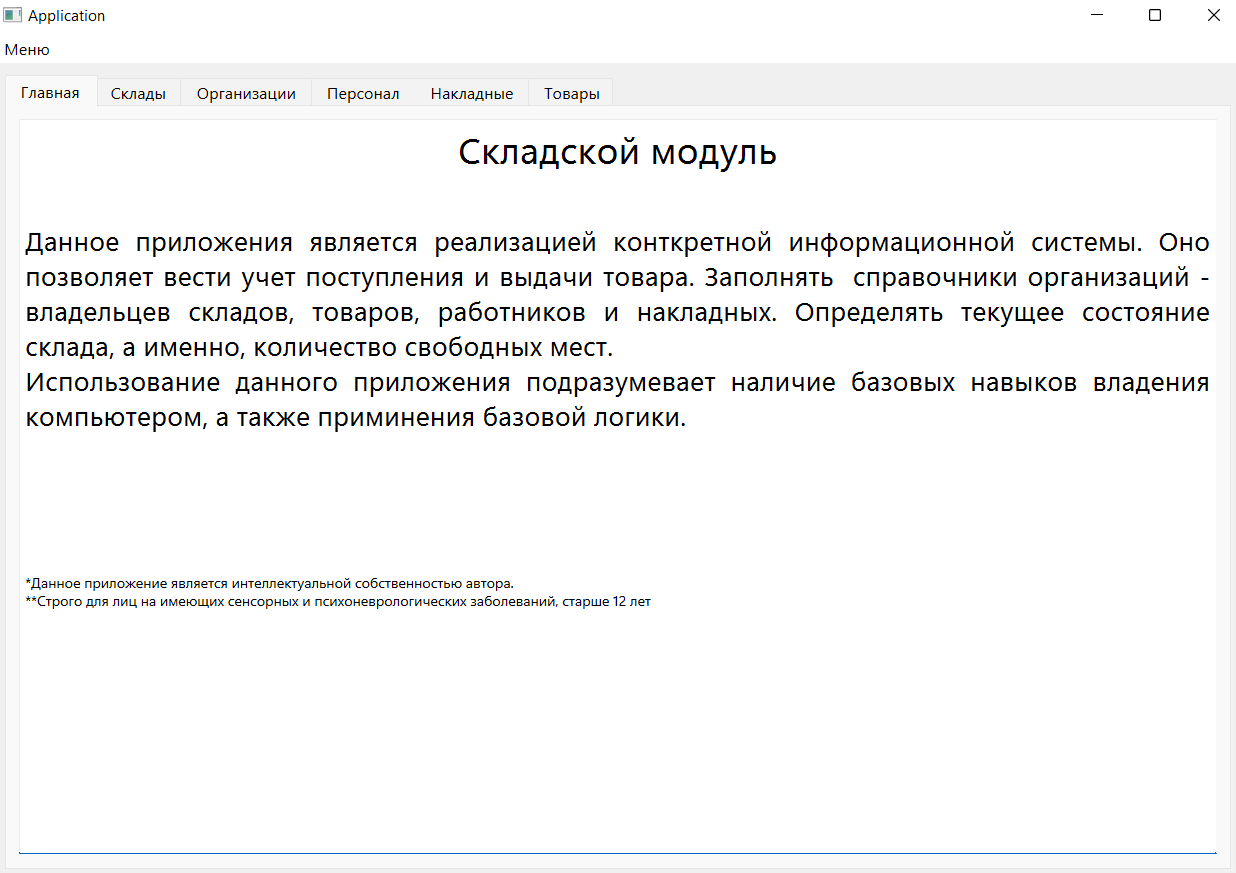 Application
Меню
Главная Склады Организации Персонал Накладные Товары
Складской модуль
Данное приложения является реализацией конткретной информационной системы. Оно
позволяет вести учет поступления и выдачи товара. Заполнять  справочники организаций -
владельцев складов, товаров, работников и накладных. Определять текущее состояние
склада, а именно, количество свободных мест.
Использование данного приложения подразумевает наличие базовых навыков владения
компьютером, а также приминения базовой логики.
*Данное приложение является интеллектуальной собственностью автора.
**Строго для лиц на имеющих сенсорных и психоневрологических заболеваний, старше 12 лет